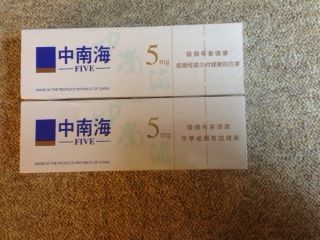 中南海
FIVE
5mg
吸烟有害健康
戒烟可减少对健康的危害
MADE IN THE PEOPLE'S REPUBLIC OF CHINA
中南海
FIVE
5mg
吸烟有害健康
尽早戒烟有益健康
MADE IN THE PEOPLE'S REPUBLIC OF CHINA